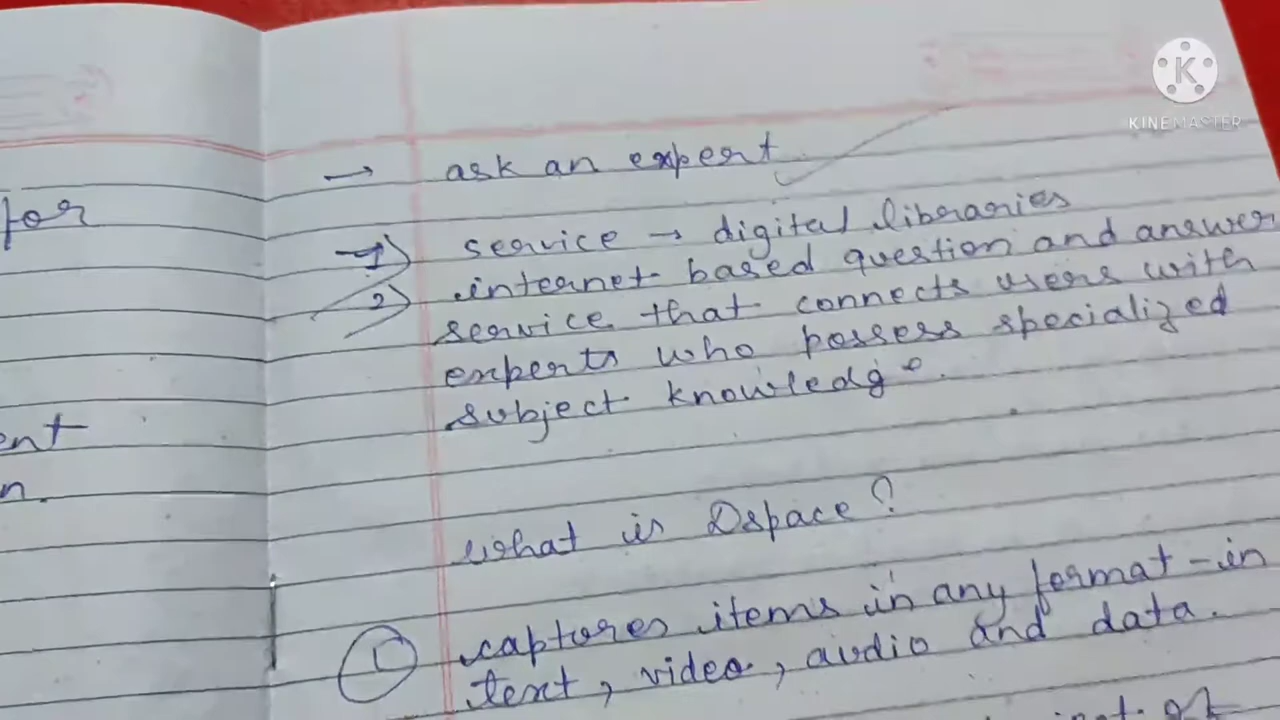 → ask an expert
for
→1) service → digital libraries
2) internet based question and answer
service that connects users with
experts who possess specialized
subject knowledge.
ent
n.
what is Dspace?
① captures items in any format - in
text, video, audio and data.
of
KINEMASTER